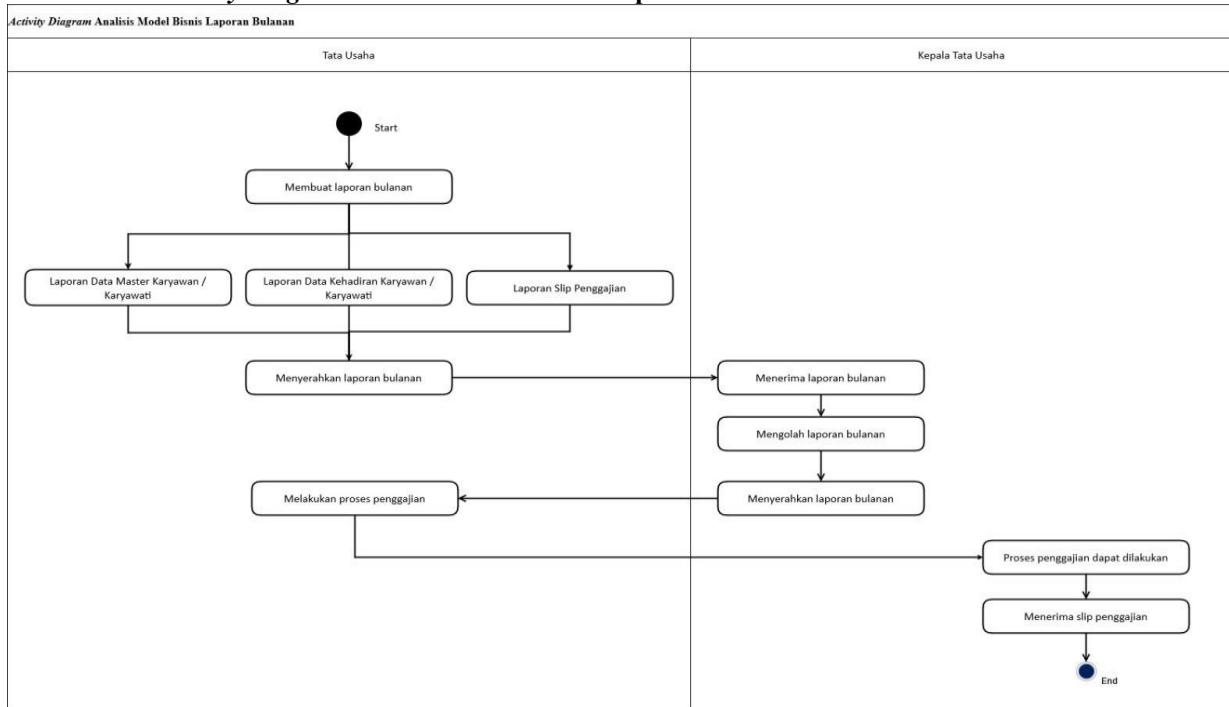 Activity Diagram Analisis Model Bisnis Laporan Bulanan
Tata Usaha
Kepala Tata Usaha
Start
Membuat laporan bulanan
Laporan Data Master Karyawan /
Karyawati
Laporan Data Kehadiran Karyawan /
Karyawati
Laporan Slip Penggajian
Menyerahkan laporan bulanan
Menerima laporan bulanan
Mengolah laporan bulanan
Melakukan proses penggajian
Menyerahkan laporan bulanan
Proses penggajian dapat dilakukan
Menerima slip penggajian
End